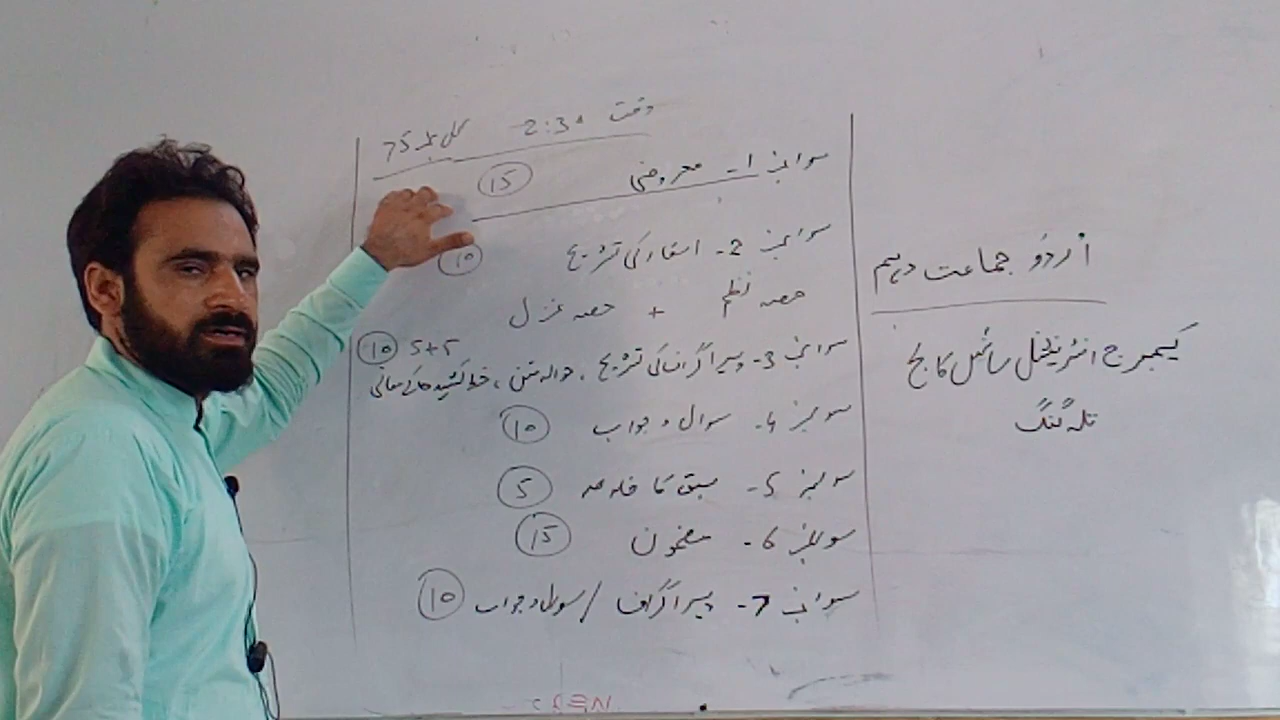 اردو جماعت دہم
کیمبرج انٹرنیشنل سائنس کالج
تلہ گنگ
وقت 2:30 کل نمبر 75
سوال نمبر 1- معروضی (15)
سوال نمبر 2- اشعار کی تشریح (10)
حصہ نظم + حصہ غزل
سوال نمبر 3- پیراگراف کی تشریح، حوالہ متن، خط کشیدہ کے معانی 5+5 (10)
سوال نمبر 4- سوال و جواب (10)
سوال نمبر 5- سبق کا خلاصہ (5)
سوال نمبر 6- مضمون (15)
سوال نمبر 7- پیراگراف / سوال و جواب (10)